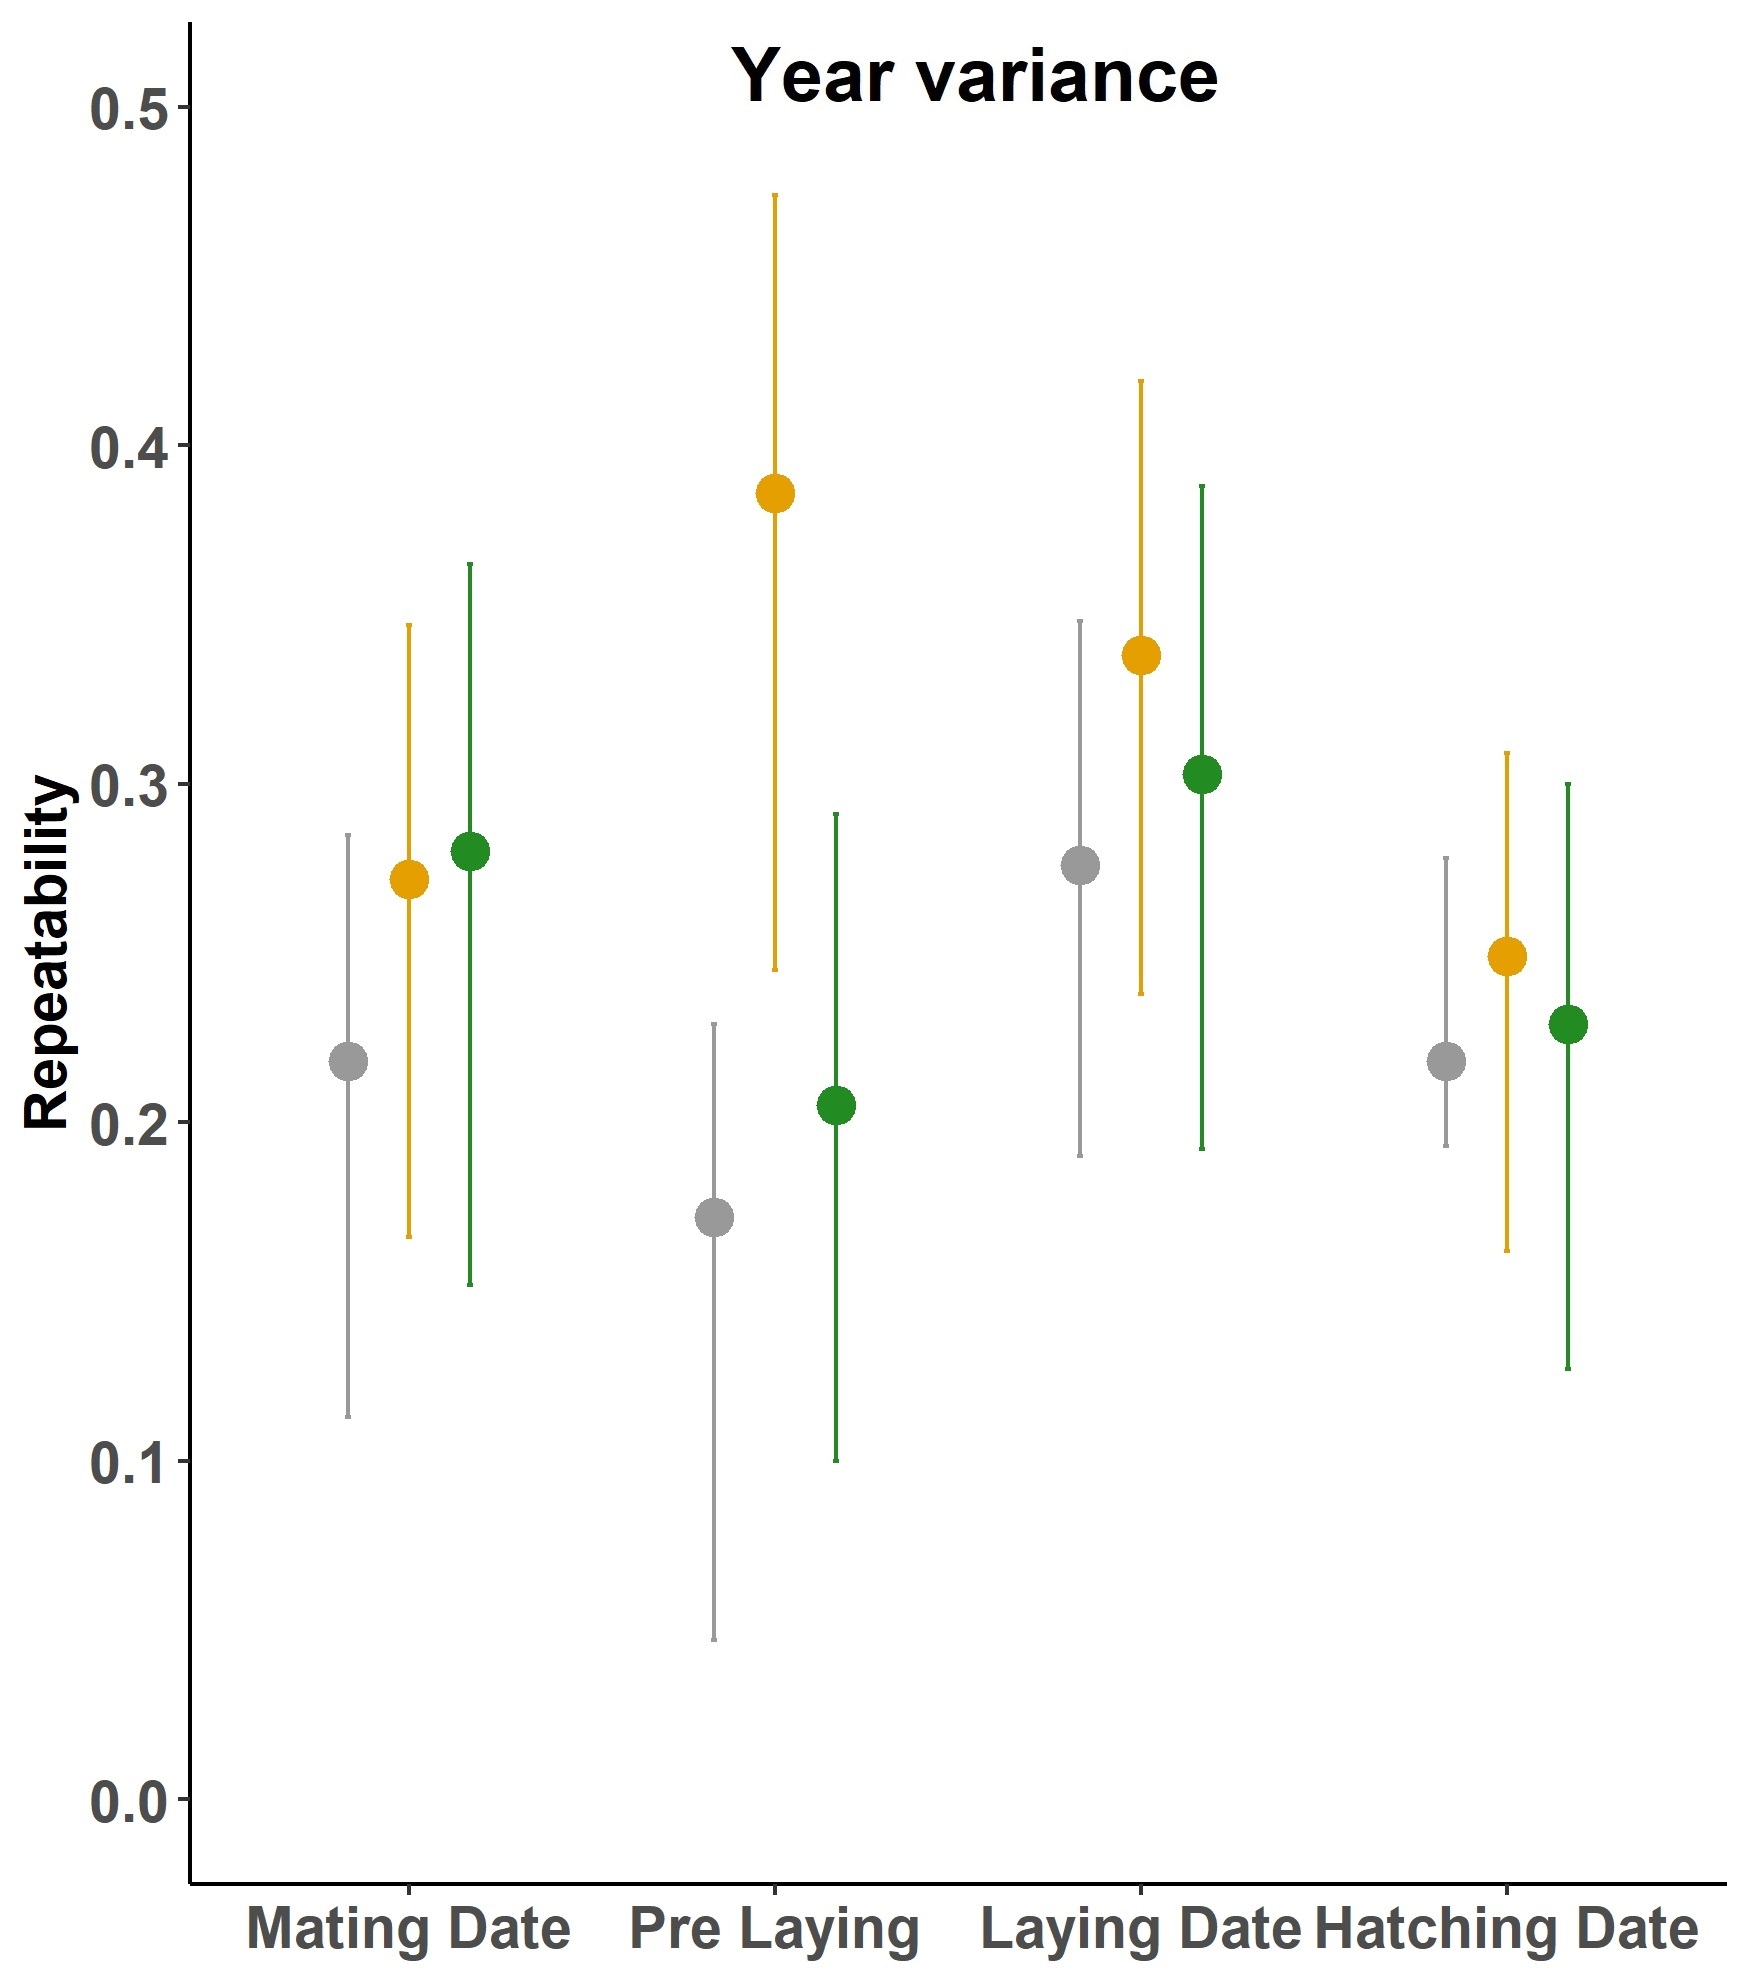 Year variance
0.5
0.4
0.3
0.2
0.1
0.0
Repeatability
Mating Date
Pre Laying
Laying Date
Hatching Date